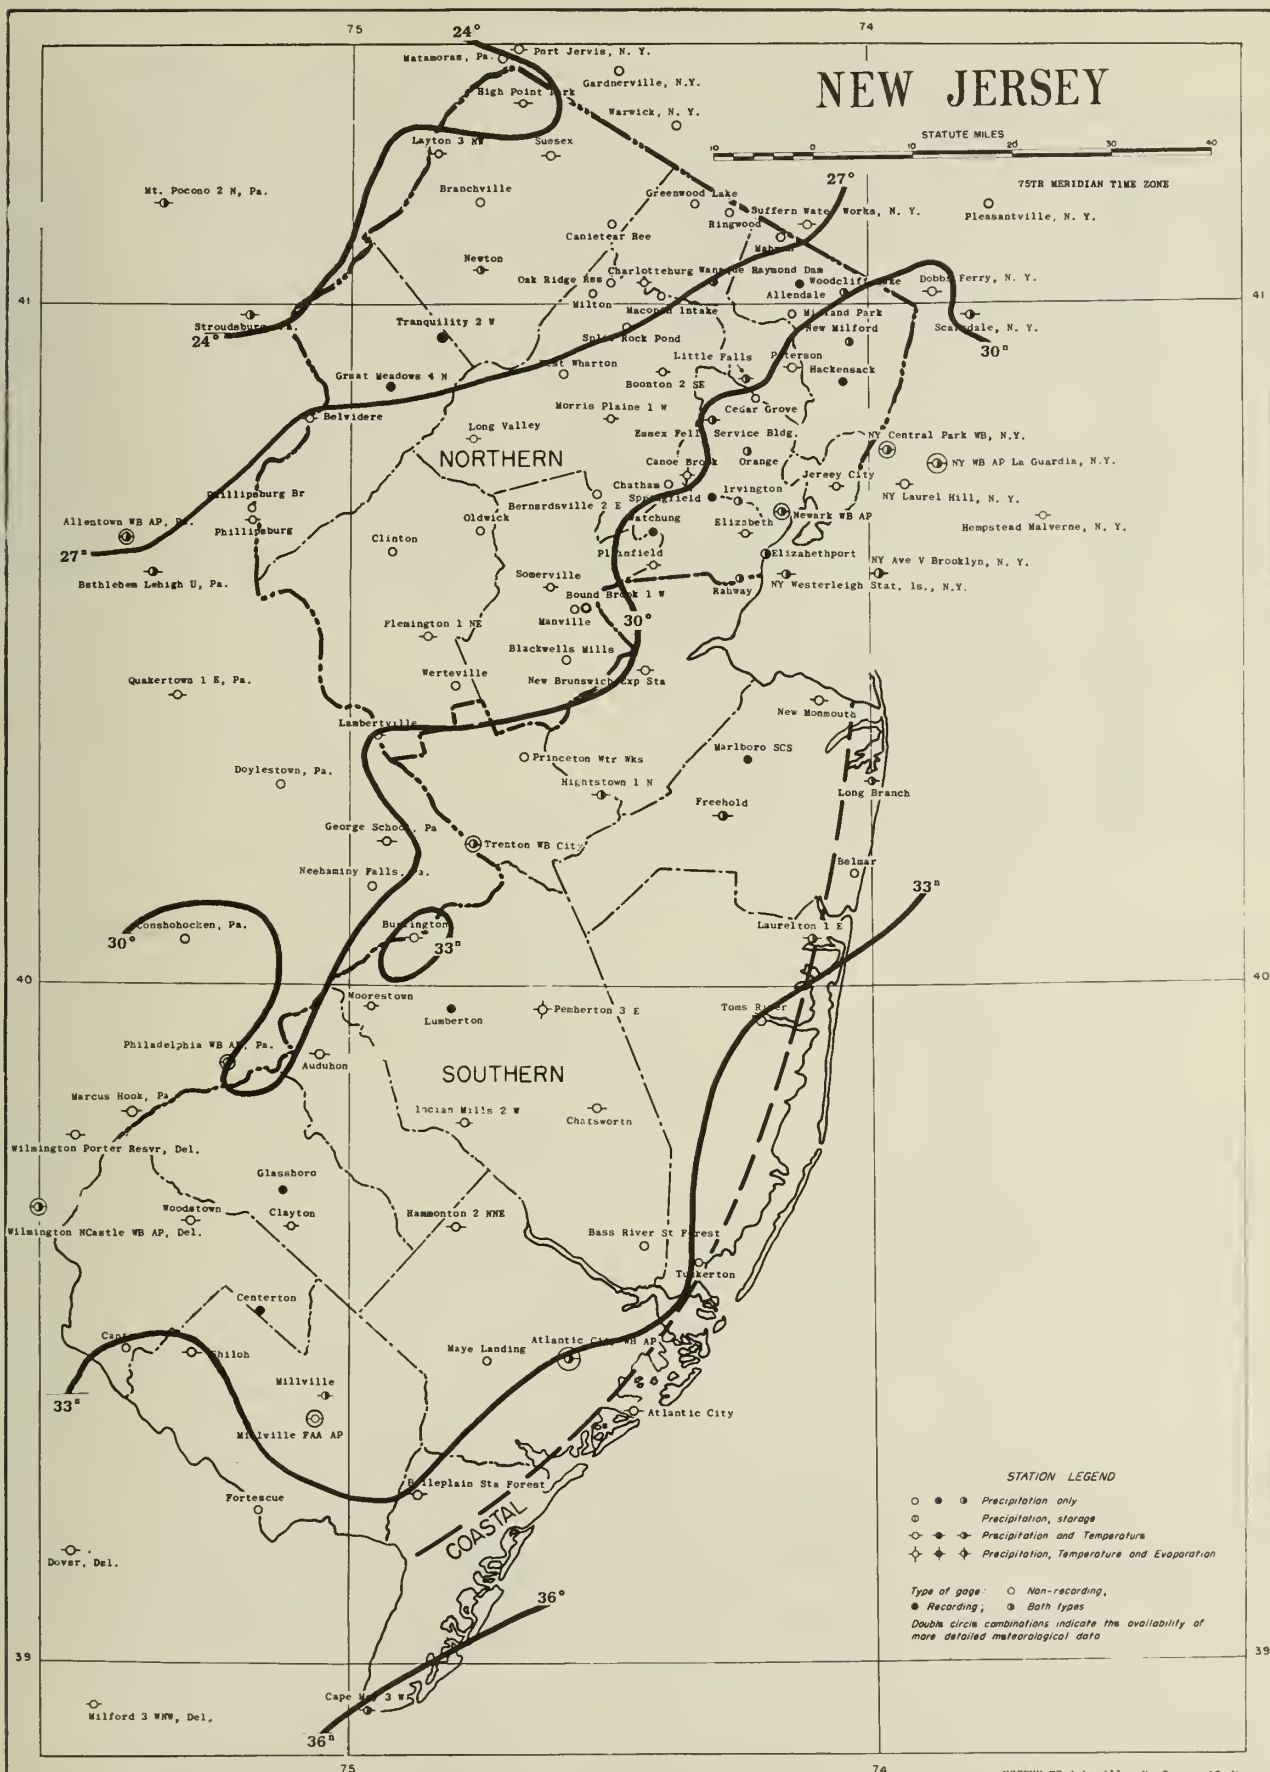 75
24°
74
Port Jervis, N. Y.
Matamoras, Pa.
Gardnerville, N.Y.
NEW JERSEY
High Point Park
Warwick, N. Y.
STATUTE MILES
10 0 10 20 30 40
Layton 3 NW
Sussex
27°
75TH MERIDIAN TIME ZONE
Mt. Pocono 2 N, Pa.
Branchville
Greenwood Lake
Suffern Water Works, N. Y.
Pleasantville, N. Y.
Ringwood
Canistear Res
Mahwah
Newton
Charlotteburg
Wanaque Raymond Dam
Oak Ridge Res
Woodcliff Lake
Dobbs Ferry, N. Y.
Milton
Macopin Intake
Allendale
41
41
Stroudsburg, Pa.
Tranquility 2 W
Midland Park
Scarsdale, N. Y.
24°
Split Rock Pond
New Milford
30°
Little Falls
Paterson
Great Meadows 4 N
West Wharton
Boonton 2 SE
Hackensack
Belvidere
Morris Plains 1 W
Cedar Grove
Long Valley
Essex Fells Service Bldg.
NY Central Park WB, N.Y.
NORTHERN
Canoe Brook
Orange
NY WB AP La Guardia, N.Y.
Chatham
Jersey City
Phillipsburg Br
Bernardsville 2 E
Springfield
Irvington
NY Laurel Hill, N. Y.
Allentown WB AP, Pa.
Phillipsburg
Oldwick
Watchung
Elizabeth
Newark WB AP
Hempstead Malverne, N. Y.
27°
Clinton
Plainfield
Elizabethport
NY Ave V Brooklyn, N. Y.
Bethlehem Lehigh U, Pa.
Somerville
Rahway
NY Westerleigh Stat. Is., N.Y.
Bound Brook 1 W
Flemington 1 NE
Manville
30°
Blackwells Mills
Quakertown 1 E, Pa.
Wertsville
New Brunswich Exp Sta
New Monmouth
Lambertville
Princeton Wtr Wks
Marlboro SCS
Doylestown, Pa.
Hightstown 1 N
Long Branch
Freehold
George School, Pa
Trenton WB City
Neshaminy Falls, Pa.
Belmar
33°
Conshohocken, Pa.
30°
Burlington
33°
Laurelton 1 E
40
40
Moorestown
Lumberton
Pemberton 3 E
Toms River
Philadelphia WB AP, Pa.
Audubon
SOUTHERN
Marcus Hook, Pa
Indian Mills 2 W
Chatsworth
Wilmington Porter Resvr, Del.
Glassboro
Woodstown
Clayton
Hammonton 2 NNE
Wilmington NCastle WB AP, Del.
Bass River St Forest
Tuckerton
Centerton
Shiloh
Mays Landing
Atlantic City WB AP
Millville
33°
Atlantic City
Millville FAA AP
Belleplain Sta Forest
Fortescue
COASTAL
Dover, Del.
STATION LEGEND
Precipitation only
Precipitation, storage
Precipitation and Temperature
Precipitation, Temperature and Evaporation
Type of gage: Non-recording,
Recording; Both types
Double circle combinations indicate the availability of
more detailed meteorological data
36°
39
39
Cape May 3 W
Milford 3 WNW, Del.
36°
75
74